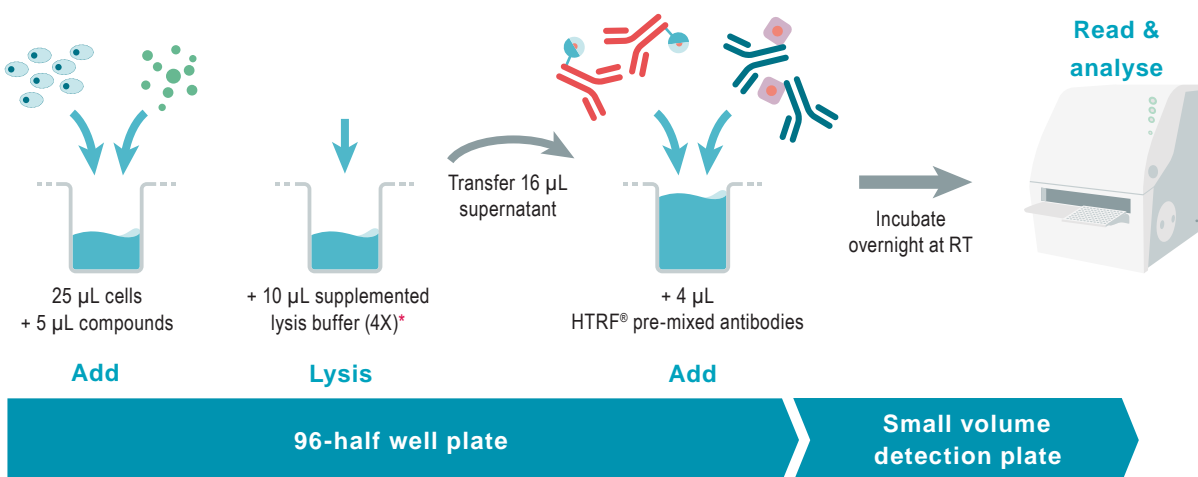 Read &
analyse
Transfer 16 µL
supernatant
Incubate
overnight at RT
25 µL cells
+ 5 µL compounds
+ 10 µL supplemented
lysis buffer (4X)*
+ 4 µL
HTRF® pre-mixed antibodies
Add
Lysis
Add
96-half well plate
Small volume
detection plate